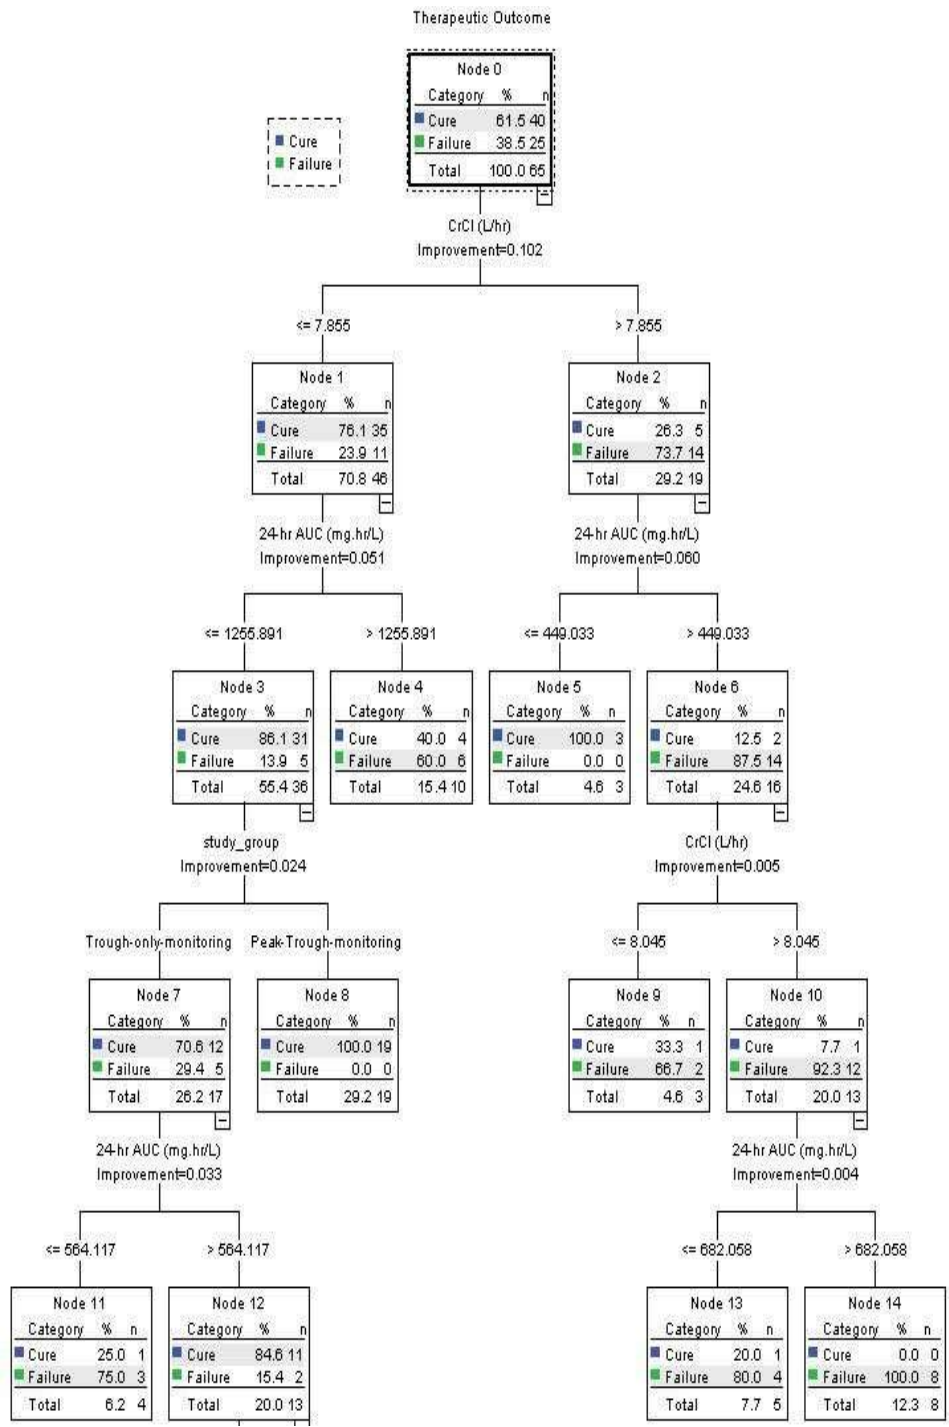 Therapeutic Outcome
Node 0
Category % n
Cure 61.5 40
Failure 38.5 25
Total 100.0 65
Cure
Failure
CrCl (L/hr)
Improvement=0.102
<= 7.855
> 7.855
Node 1
Category % n
Cure 76.1 35
Failure 23.9 11
Total 70.8 46
Node 2
Category % n
Cure 26.3 5
Failure 73.7 14
Total 29.2 19
24-hr AUC (mg.hr/L)
Improvement=0.051
24-hr AUC (mg.hr/L)
Improvement=0.060
<= 1255.891
> 1255.891
<= 449.033
> 449.033
Node 3
Category % n
Cure 86.1 31
Failure 13.9 5
Total 55.4 36
Node 4
Category % n
Cure 40.0 4
Failure 60.0 6
Total 15.4 10
Node 5
Category % n
Cure 100.0 3
Failure 0.0 0
Total 4.6 3
Node 6
Category % n
Cure 12.5 2
Failure 87.5 14
Total 24.6 16
study_group
Improvement=0.024
CrCl (L/hr)
Improvement=0.005
Trough-only-monitoring
Peak-Trough-monitoring
<= 8.045
> 8.045
Node 7
Category % n
Cure 70.6 12
Failure 29.4 5
Total 26.2 17
Node 8
Category % n
Cure 100.0 19
Failure 0.0 0
Total 29.2 19
Node 9
Category % n
Cure 33.3 1
Failure 66.7 2
Total 4.6 3
Node 10
Category % n
Cure 7.7 1
Failure 92.3 12
Total 20.0 13
24-hr AUC (mg.hr/L)
Improvement=0.033
24-hr AUC (mg.hr/L)
Improvement=0.004
<= 564.117
> 564.117
<= 682.058
> 682.058
Node 11
Category % n
Cure 25.0 1
Failure 75.0 3
Total 6.2 4
Node 12
Category % n
Cure 84.6 11
Failure 15.4 2
Total 20.0 13
Node 13
Category % n
Cure 20.0 1
Failure 80.0 4
Total 7.7 5
Node 14
Category % n
Cure 0.0 0
Failure 100.0 8
Total 12.3 8